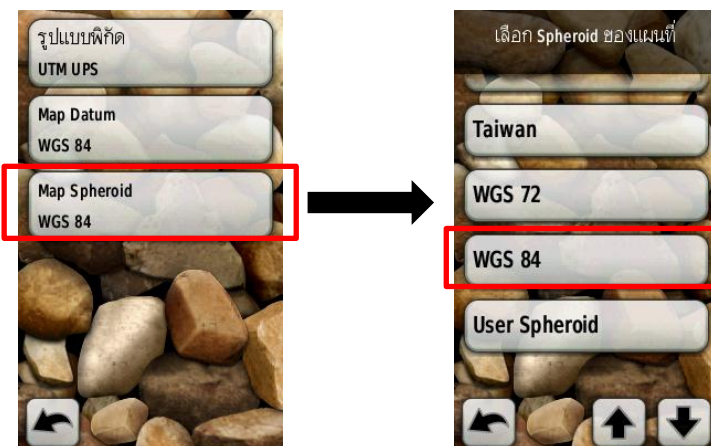 รูปแบบพิกัด
UTM UPS
Map Datum
WGS 84
Map Spheroid
WGS 84
เลือก Spheroid ของแผนที่
Taiwan
WGS 72
WGS 84
User Spheroid